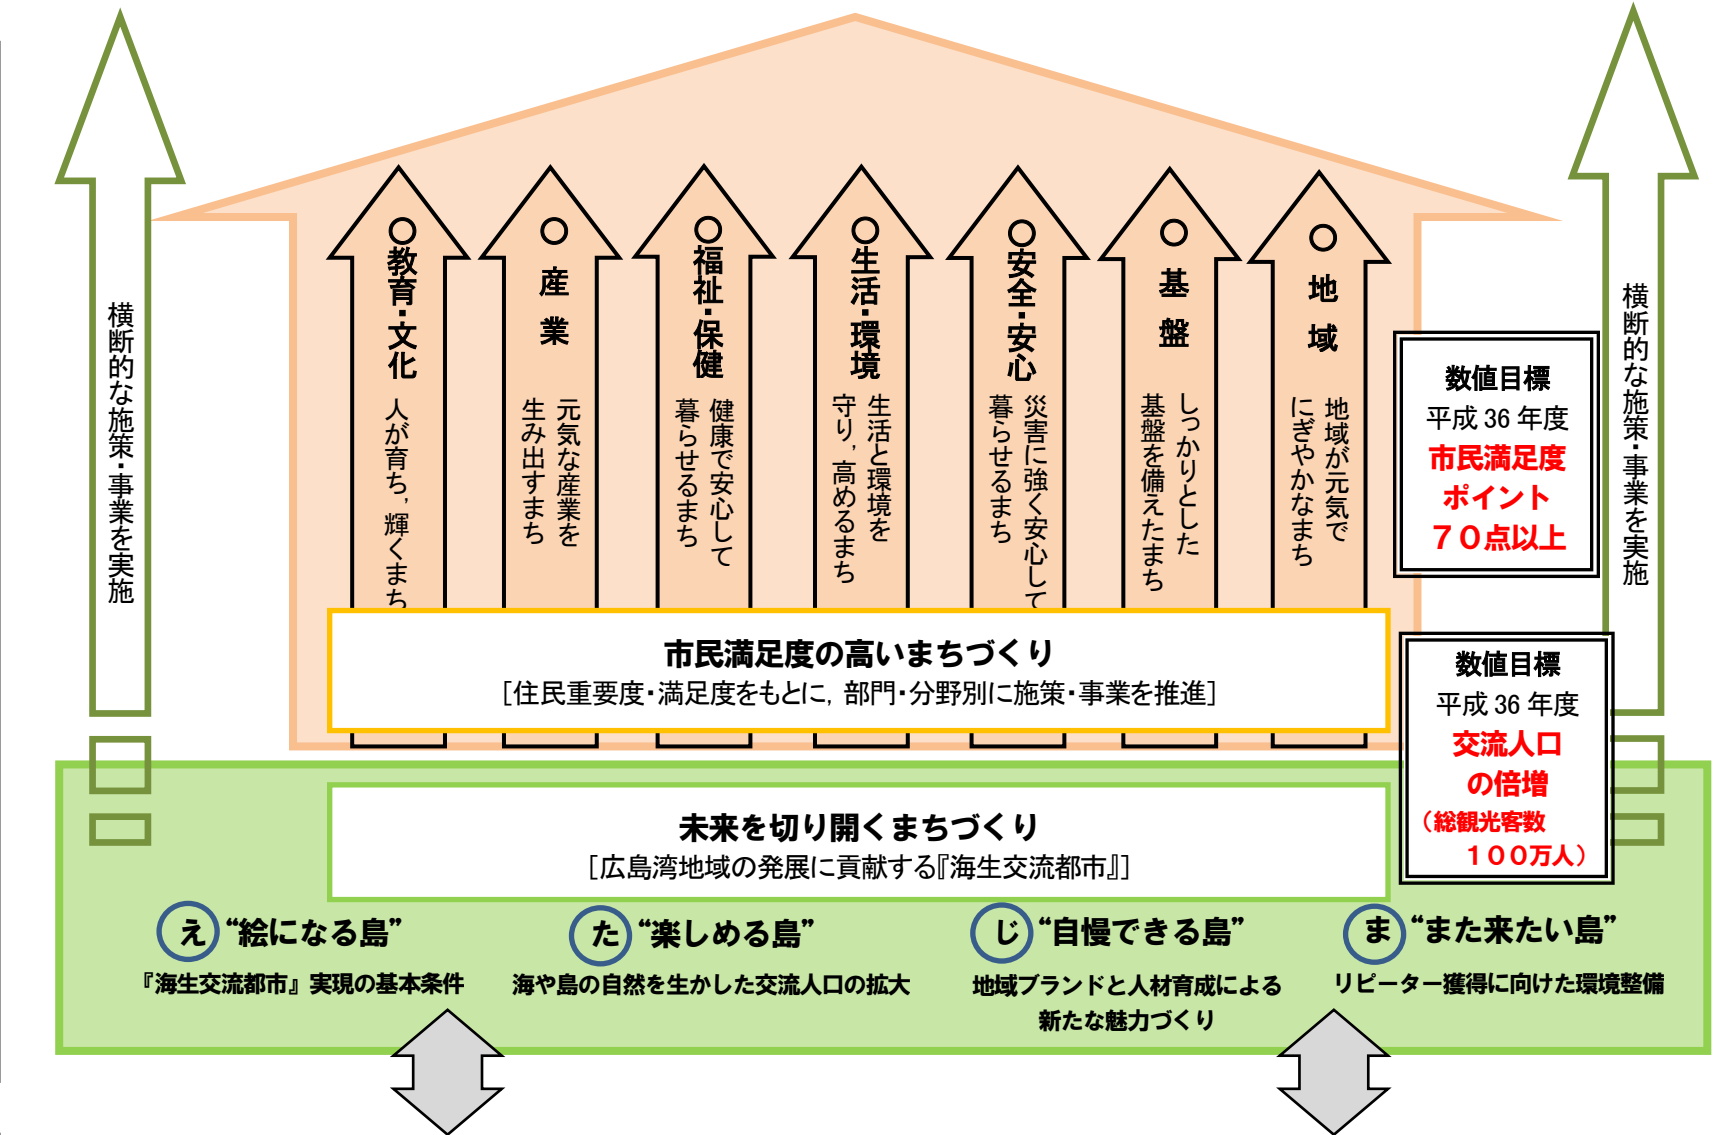 横断的な施策・事業を実施
○教育・文化
人が育ち，輝くまち
○産業
元気な産業を
生み出すまち
○福祉・保健
健康で安心して
暮らせるまち
○生活・環境
生活と環境を
守り，高めるまち
○安全・安心
災害に強く安心して
暮らせるまち
○基盤
しっかりとした
基盤を備えたまち
○地域
地域が元気で
にぎやかなまち
数値目標
平成36年度
市民満足度
ポイント
７０点以上
横断的な施策・事業を実施
市民満足度の高いまちづくり
[住民重要度・満足度をもとに，部門・分野別に施策・事業を推進]
数値目標
平成36年度
交流人口
の倍増
（総観光客数
１００万人）
未来を切り開くまちづくり
[広島湾地域の発展に貢献する『海生交流都市』]
え “絵になる島”
『海生交流都市』実現の基本条件
た “楽しめる島”
海や島の自然を生かした交流人口の拡大
じ “自慢できる島”
地域ブランドと人材育成による
新たな魅力づくり
ま “また来たい島”
リピーター獲得に向けた環境整備